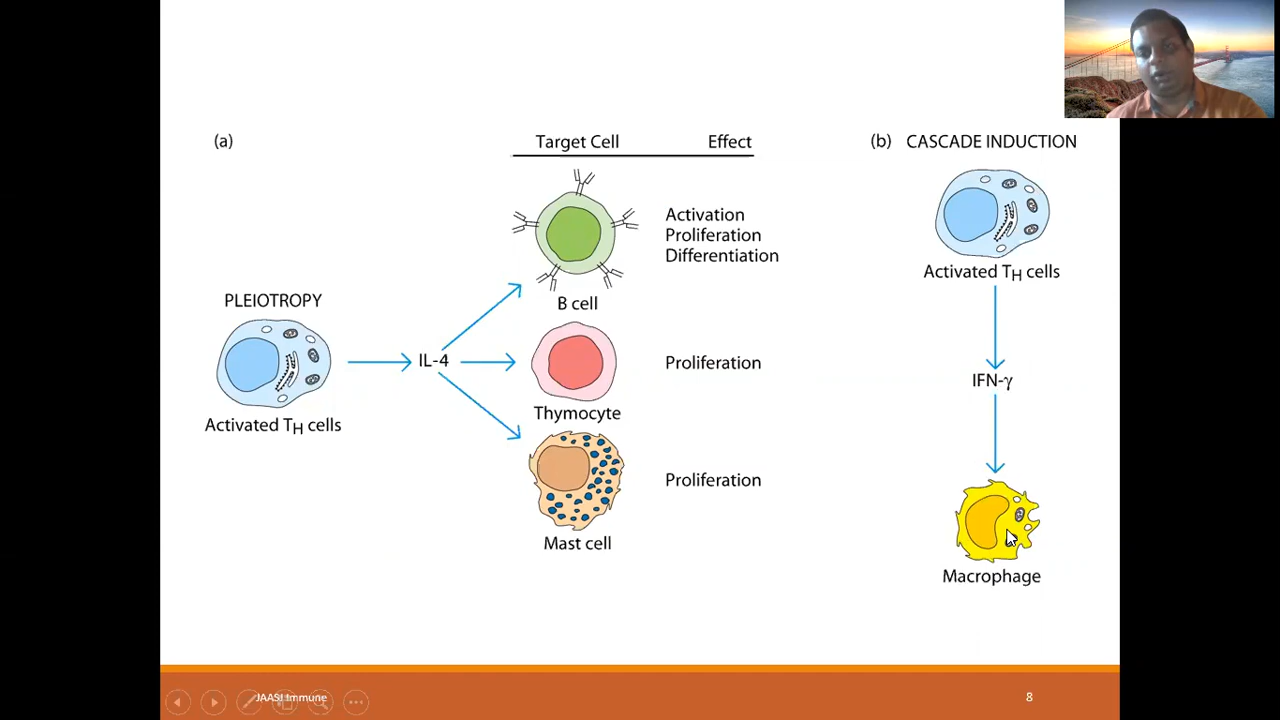 (a)
Target Cell Effect
Activation
Proliferation
Differentiation
B cell
PLEIOTROPY
Activated TH cells
IL-4
Proliferation
Thymocyte
Proliferation
Mast cell
(b) CASCADE INDUCTION
Activated TH cells
IFN-γ
Macrophage
JAASI Immune
8